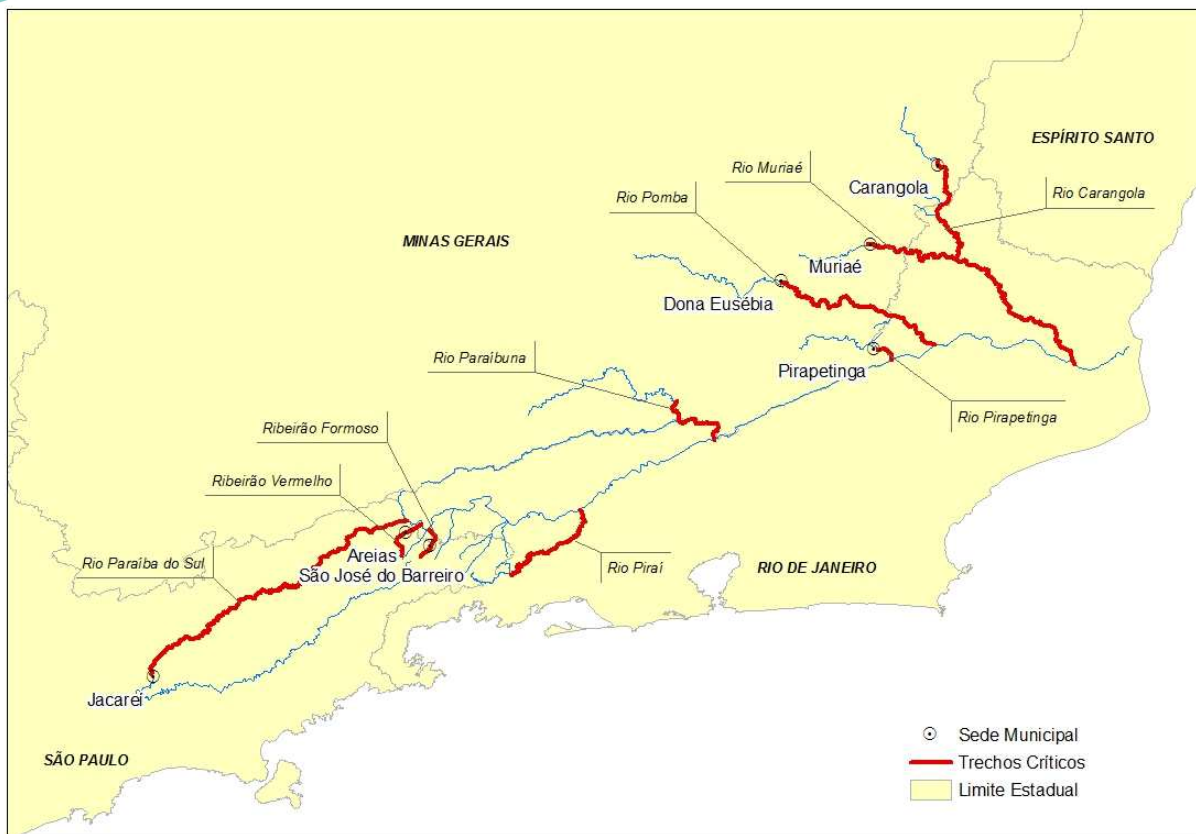 ESPÍRITO SANTO
Rio Muriaé
Carangola
Rio Carangola
Rio Pomba
MINAS GERAIS
Muriaé
Dona Eusébia
Rio Paraíbuna
Pirapetinga
Rio Pirapetinga
Ribeirão Formoso
Ribeirão Vermelho
Areias
Rio Paraíba do Sul
São José do Barreiro
Rio Piraí
RIO DE JANEIRO
Jacareí
SÃO PAULO
Sede Municipal
Trechos Críticos
Limite Estadual